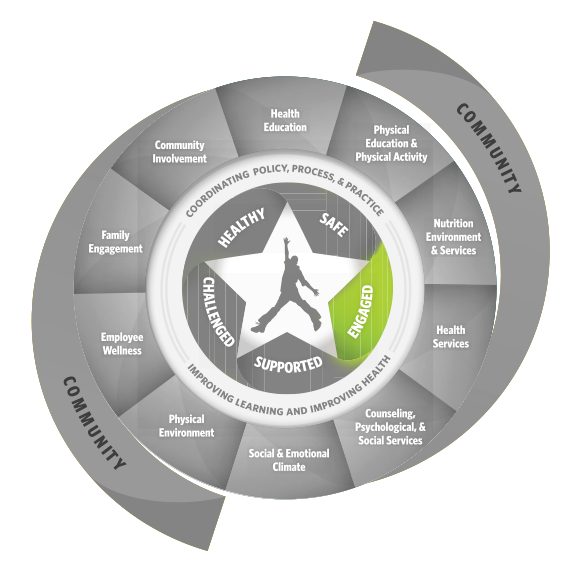 COMMUNITY
Health
Education
Physical
Education &
Physical Activity
Nutrition
Environment
& Services
Health
Services
Counseling,
Psychological, &
Social Services
Social & Emotional
Climate
Physical
Environment
Employee
Wellness
Family
Engagement
Community
Involvement
COORDINATING POLICY, PROCESS, & PRACTICE
IMPROVING LEARNING AND IMPROVING HEALTH
HEALTHY
SAFE
ENGAGED
SUPPORTED
CHALLENGED
COMMUNITY